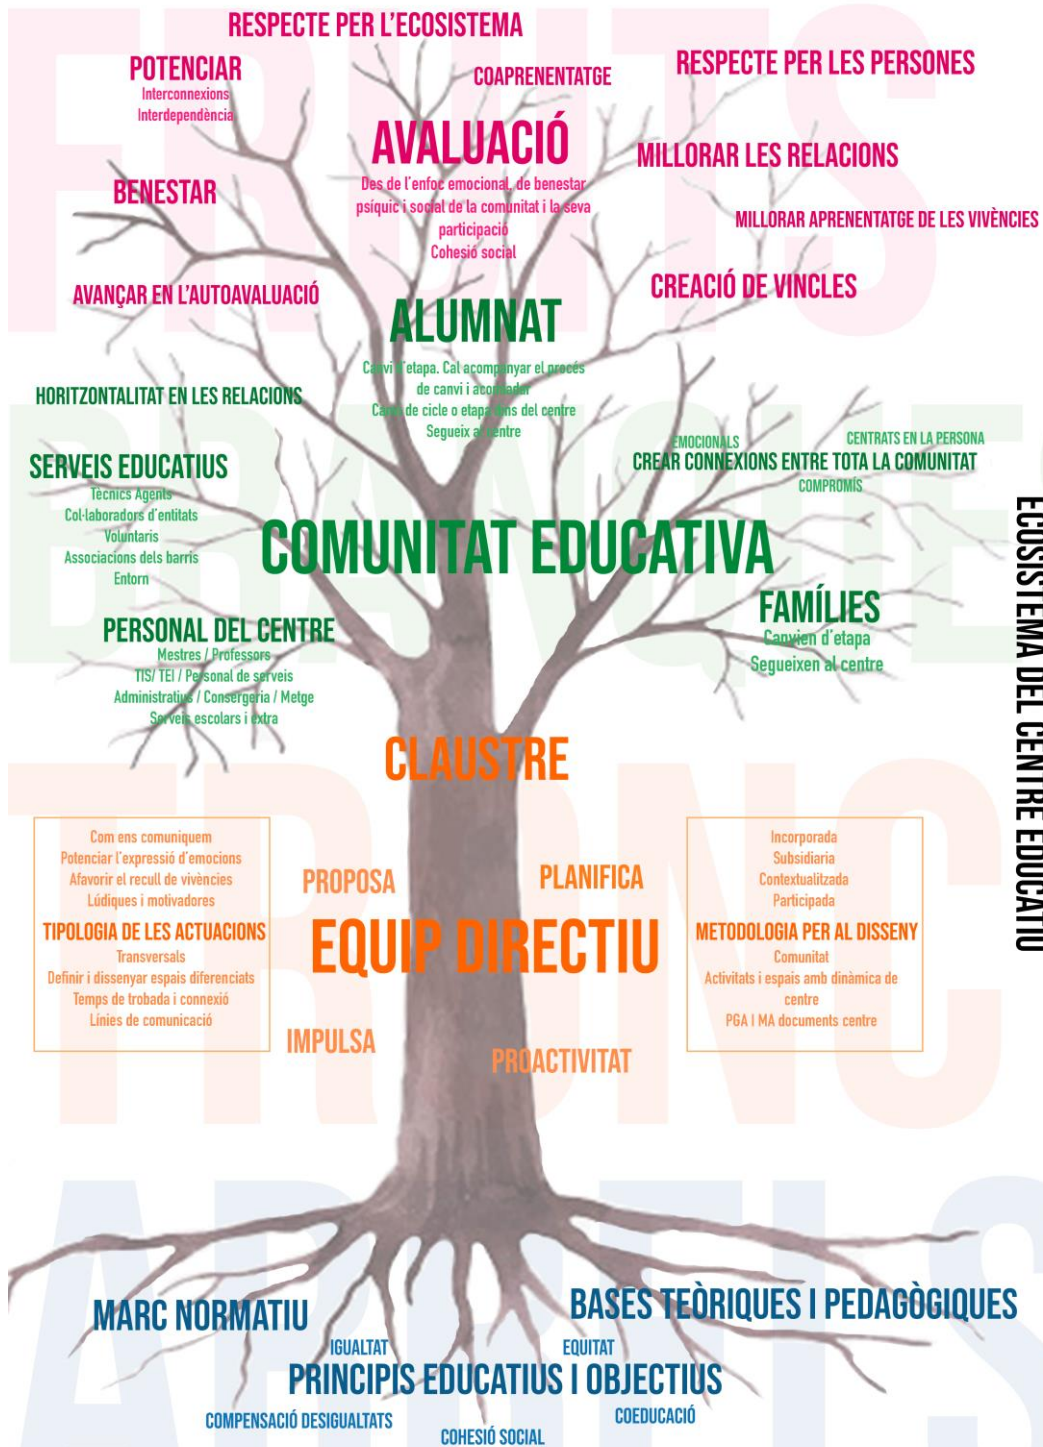 FRUITS
RESPECTE PER L'ECOSISTEMA
POTENCIAR
Interconnexions
Interdependència
COAPRENENTATGE
RESPECTE PER LES PERSONES
AVALUACIÓ
Des de l'enfoc emocional, de benestar
psíquic i social de la comunitat i la seva
participació
Cohesió social
MILLORAR LES RELACIONS
BENESTAR
MILLORAR APRENENTATGE DE LES VIVÈNCIES
AVANÇAR EN L'AUTOAVALUACIÓ
CREACIÓ DE VINCLES
BRANQUES
ALUMNAT
Canvi d'etapa. Cal acompanyar el procés
de canvi i acomiadar
Canvi de cicle o etapa dins del centre
Segueix al centre
HORITZONTALITAT EN LES RELACIONS
EMOCIONALS
CENTRATS EN LA PERSONA
CREAR CONNEXIONS ENTRE TOTA LA COMUNITAT
COMPROMÍS
SERVEIS EDUCATIUS
Tècnics Agents
Col·laboradors d'entitats
Voluntaris
Associacions dels barris
Entorn
COMUNITAT EDUCATIVA
FAMÍLIES
Canvien d'etapa
Segueixen al centre
PERSONAL DEL CENTRE
Mestres / Professors
TIS/ TEI / Personal de serveis
Administratius / Consergeria / Metge
Serveis escolars i extra
ECOSISTEMA DEL CENTRE EDUCATIU
TRONC
CLAUSTRE
Com ens comuniquem
Potenciar l'expressió d'emocions
Afavorir el recull de vivències
Lúdiques i motivadores
TIPOLOGIA DE LES ACTUACIONS
Transversals
Definir i dissenyar espais diferenciats
Temps de trobada i connexió
Línies de comunicació
PROPOSA
PLANIFICA
EQUIP DIRECTIU
IMPULSA
PROACTIVITAT
Incorporada
Subsidiaria
Contextualitzada
Participada
METODOLOGIA PER AL DISSENY
Comunitat
Activitats i espais amb dinàmica de
centre
PGA I MA documents centre
ARRELS
MARC NORMATIU
BASES TEÒRIQUES I PEDAGÒGIQUES
IGUALTAT
EQUITAT
PRINCIPIS EDUCATIUS I OBJECTIUS
COMPENSACIÓ DESIGUALTATS
COEDUCACIÓ
COHESIÓ SOCIAL